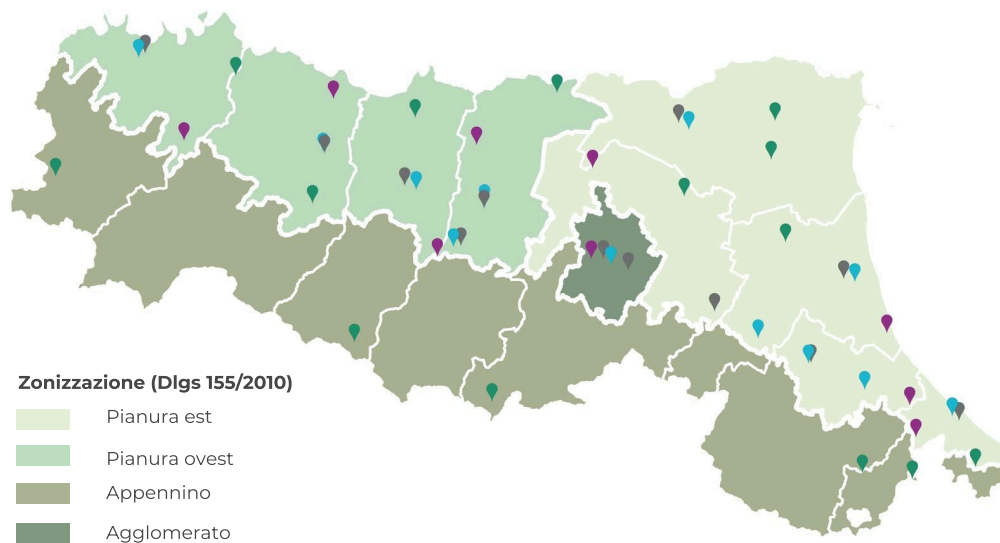 Zonizzazione (Dlgs 155/2010)
Pianura est
Pianura ovest
Appennino
Agglomerato